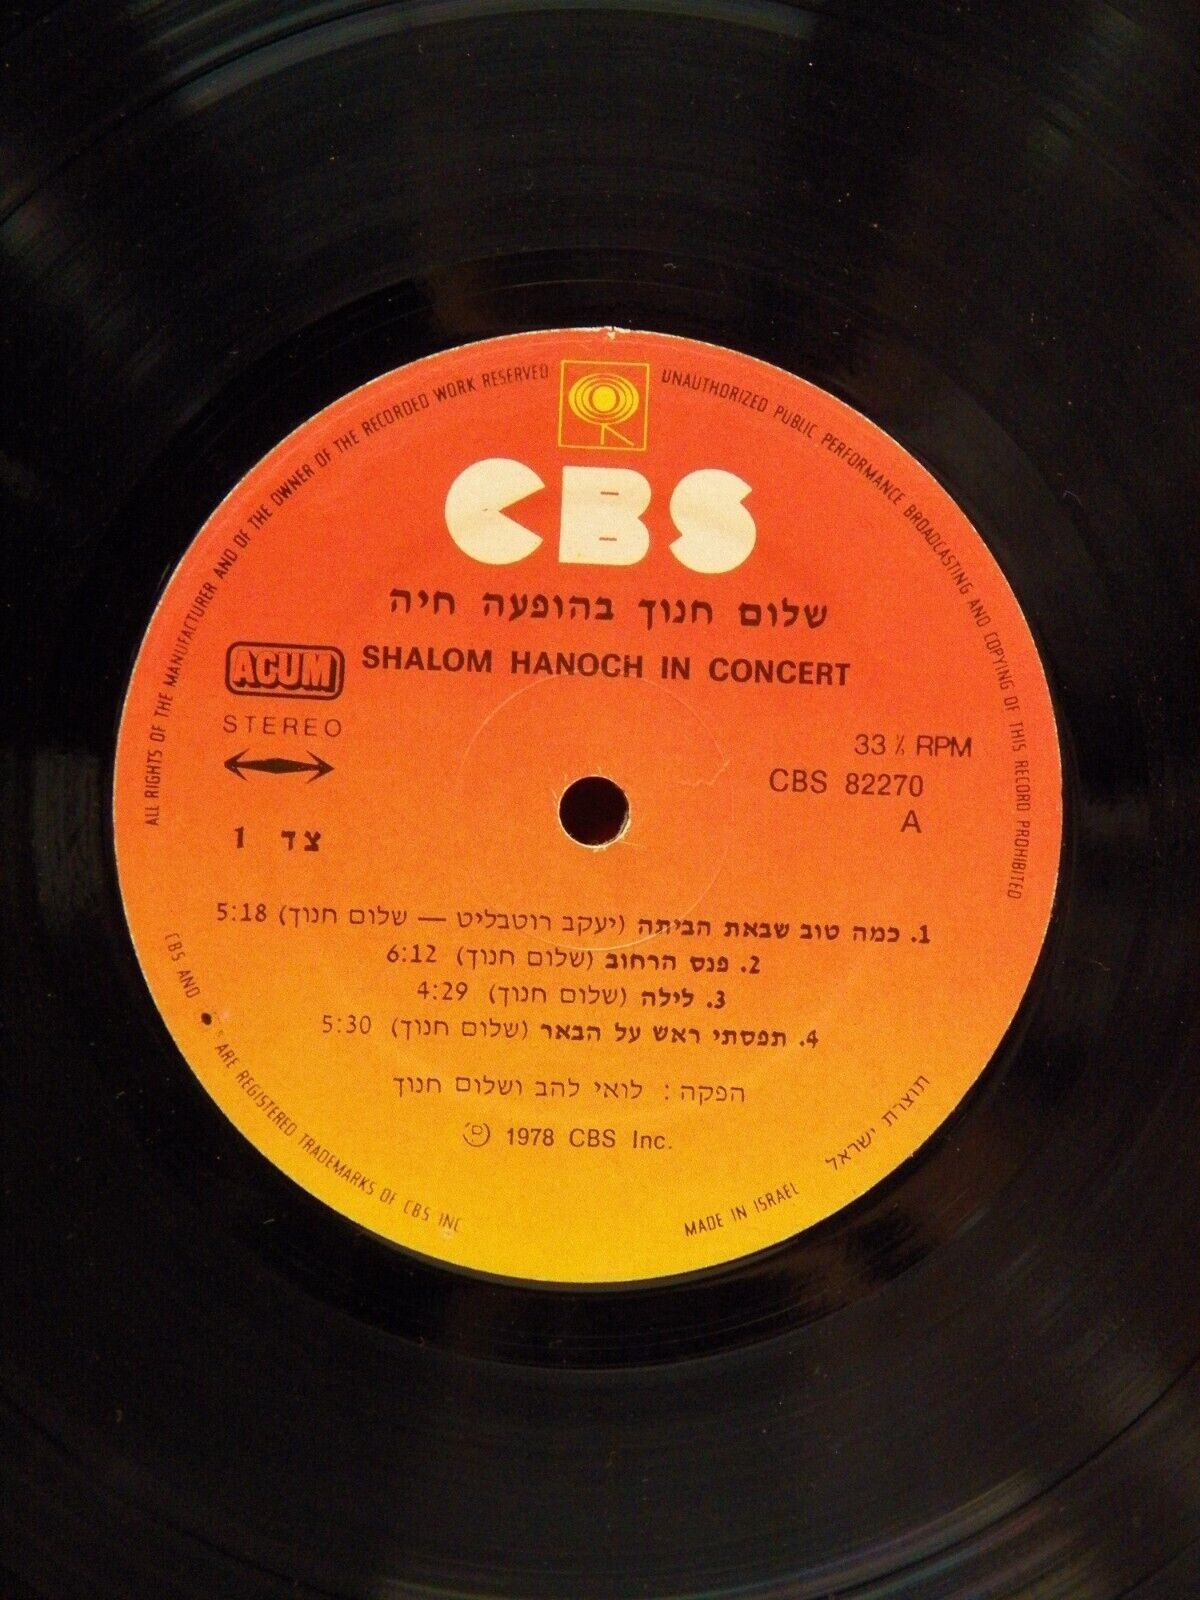 ALL RIGHTS OF THE MANUFACTURER AND OF THE OWNER OF THE RECORDED WORK RESERVED
UNAUTHORIZED PUBLIC PERFORMANCE BROADCASTING AND COPYING OF THIS RECORD PROHIBITED
CBS
שלום חנוך בהופעה חיה
SHALOM HANOCH IN CONCERT
ACUM
STEREO
33⅓ RPM
CBS 82270
A
צד 1
1. כמה טוב שבאת הביתה (יעקב רוטבליט — שלום חנוך) 5:18
2. פנס הרחוב (שלום חנוך) 6:12
3. לילה (שלום חנוך) 4:29
4. תפסתי ראש על הבאר (שלום חנוך) 5:30
הפקה: לואי להב ושלום חנוך
Ⓟ 1978 CBS Inc.
CBS AND ARE REGISTERED TRADEMARKS OF CBS INC
MADE IN ISRAEL
תוצרת ישראל